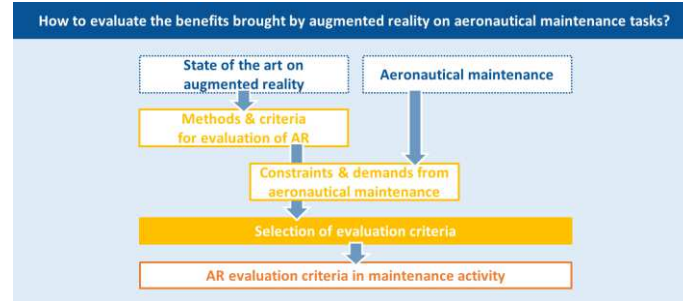 How to evaluate the benefits brought by augmented reality on aeronautical maintenance tasks?
State of the art on
augmented reality
Aeronautical maintenance
Methods & criteria
for evaluation of AR
Constraints & demands from
aeronautical maintenance
Selection of evaluation criteria
AR evaluation criteria in maintenance activity